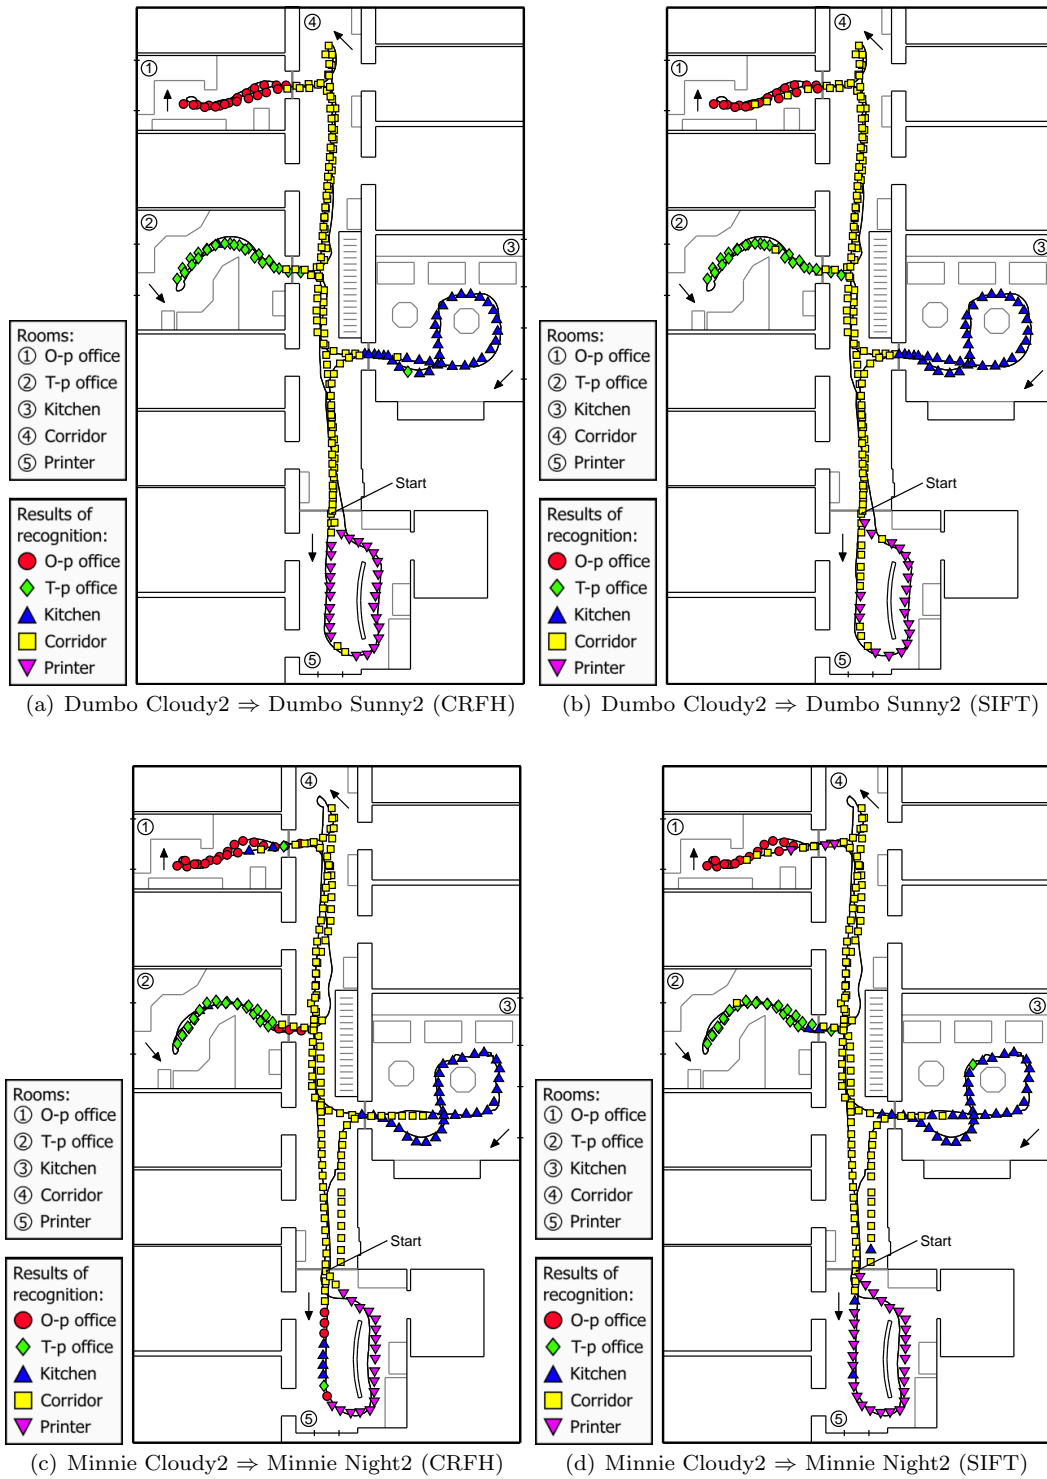 ④
①
②
③
Rooms:
① O-p office
② T-p office
③ Kitchen
④ Corridor
⑤ Printer
Start
Results of
recognition:
O-p office
T-p office
Kitchen
Corridor
Printer
⑤
(a) Dumbo Cloudy2 ⇒ Dumbo Sunny2 (CRFH)
④
①
②
③
Rooms:
① O-p office
② T-p office
③ Kitchen
④ Corridor
⑤ Printer
Start
Results of
recognition:
O-p office
T-p office
Kitchen
Corridor
Printer
⑤
(b) Dumbo Cloudy2 ⇒ Dumbo Sunny2 (SIFT)
④
①
②
③
Rooms:
① O-p office
② T-p office
③ Kitchen
④ Corridor
⑤ Printer
Start
Results of
recognition:
O-p office
T-p office
Kitchen
Corridor
Printer
⑤
(c) Minnie Cloudy2 ⇒ Minnie Night2 (CRFH)
④
①
②
③
Rooms:
① O-p office
② T-p office
③ Kitchen
④ Corridor
⑤ Printer
Start
Results of
recognition:
O-p office
T-p office
Kitchen
Corridor
Printer
⑤
(d) Minnie Cloudy2 ⇒ Minnie Night2 (SIFT)